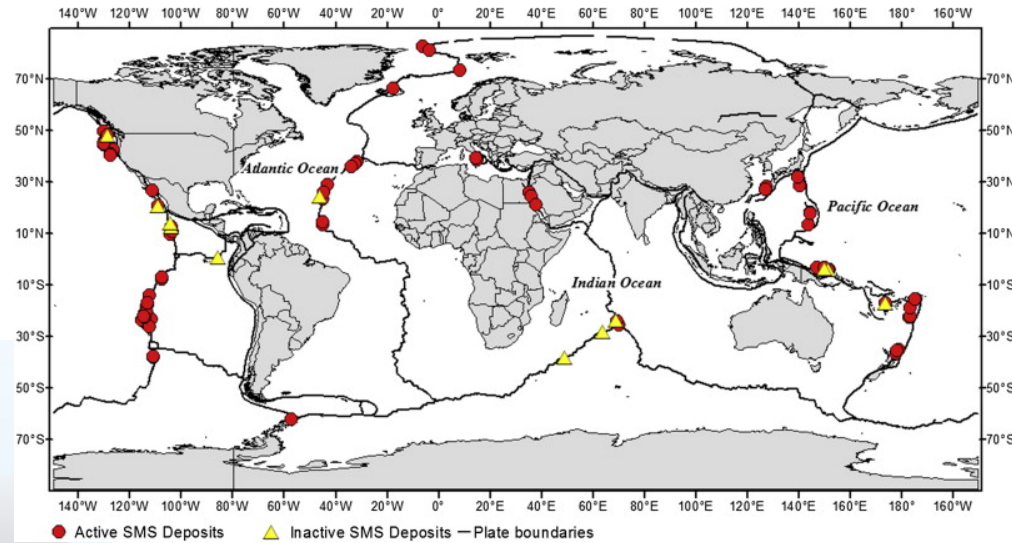 140°W 120°W 100°W 80°W 60°W 40°W 20°W 0° 20°E 40°E 60°E 80°E 100°E 120°E 140°E 160°E 160°W
70°N 70°N
50°N 50°N
Atlantic Ocean
30°N 30°N
Pacific Ocean
10°N 10°N
Indian Ocean
10°S 10°S
30°S 30°S
50°S 50°S
70°S 70°S
140°W 120°W 100°W 80°W 60°W 40°W 20°W 0° 20°E 40°E 60°E 80°E 100°E 120°E 140°E 160°E 160°W
Active SMS Deposits Inactive SMS Deposits Plate boundaries